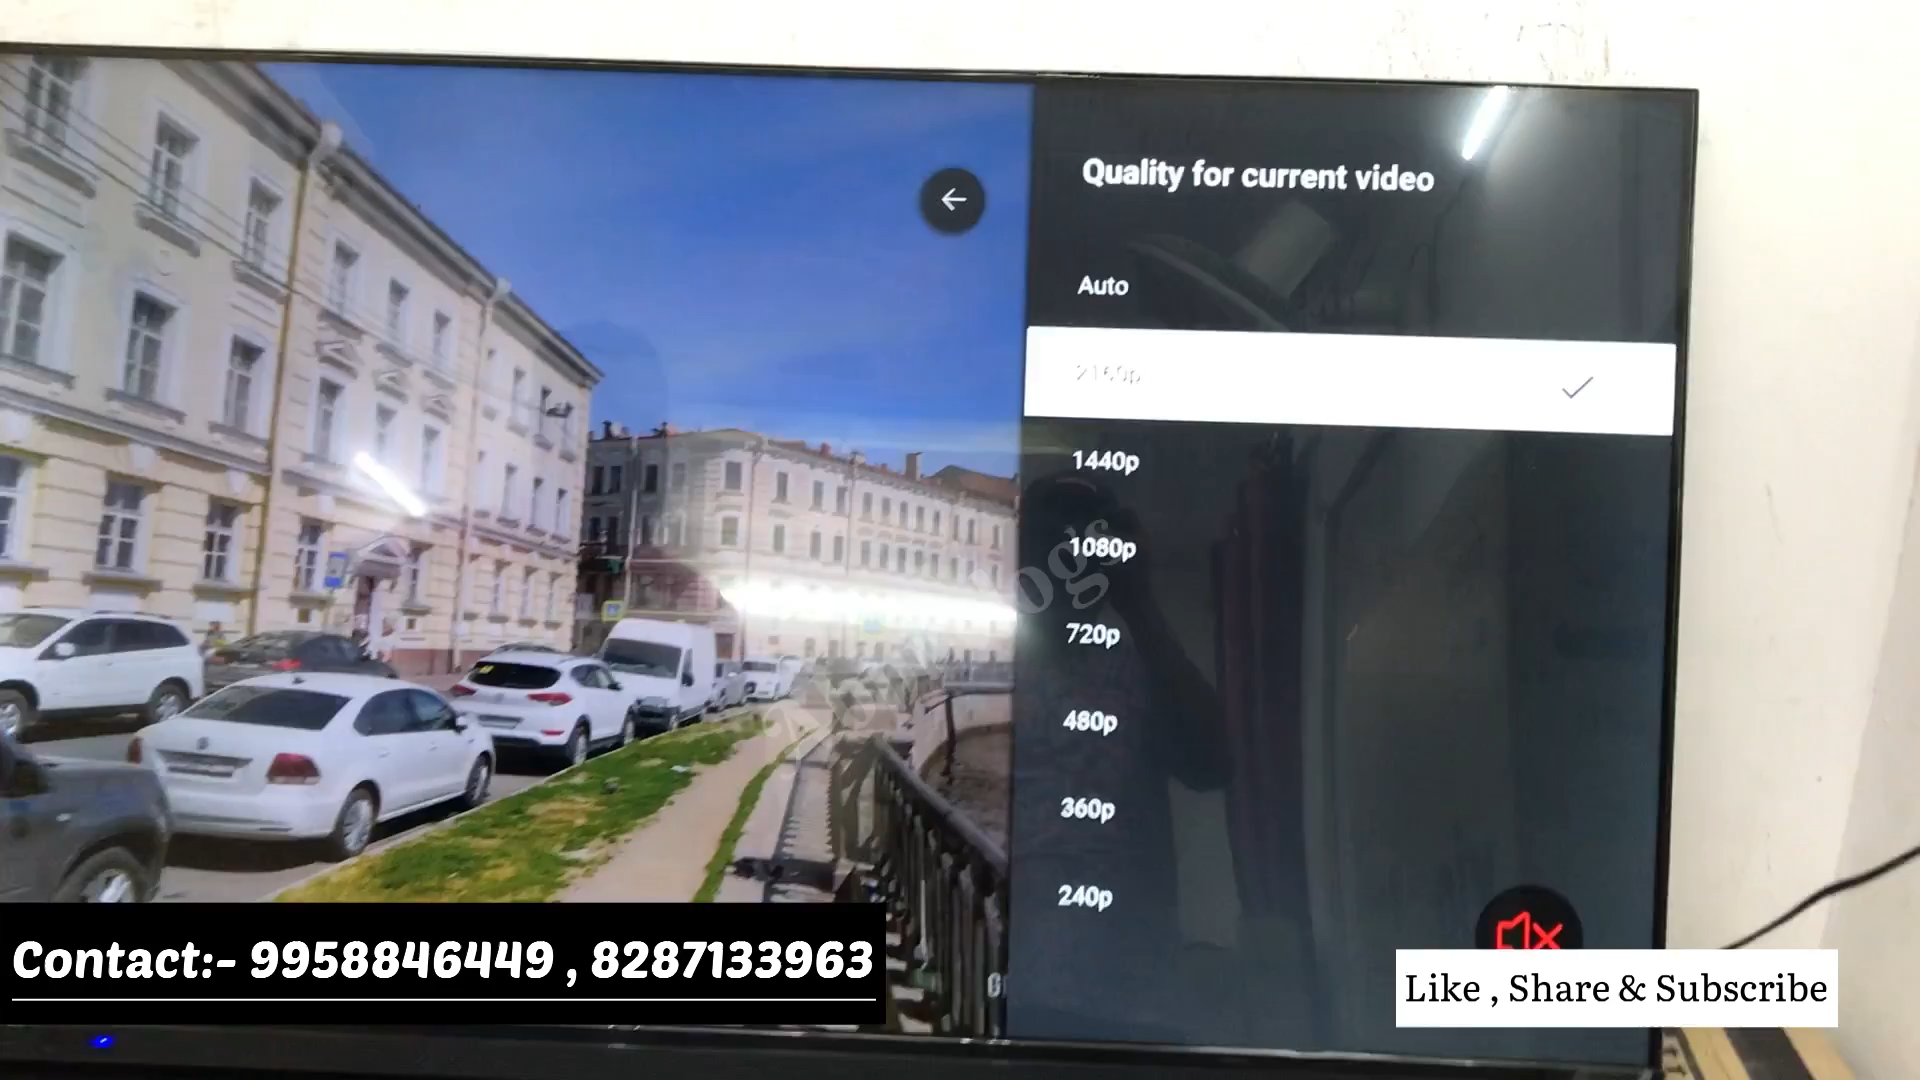 Quality for current video
Auto
2160p
1440p
1080p
720p
480p
360p
240p
Contact:- 9958846449 , 8287133963
Like , Share & Subscribe